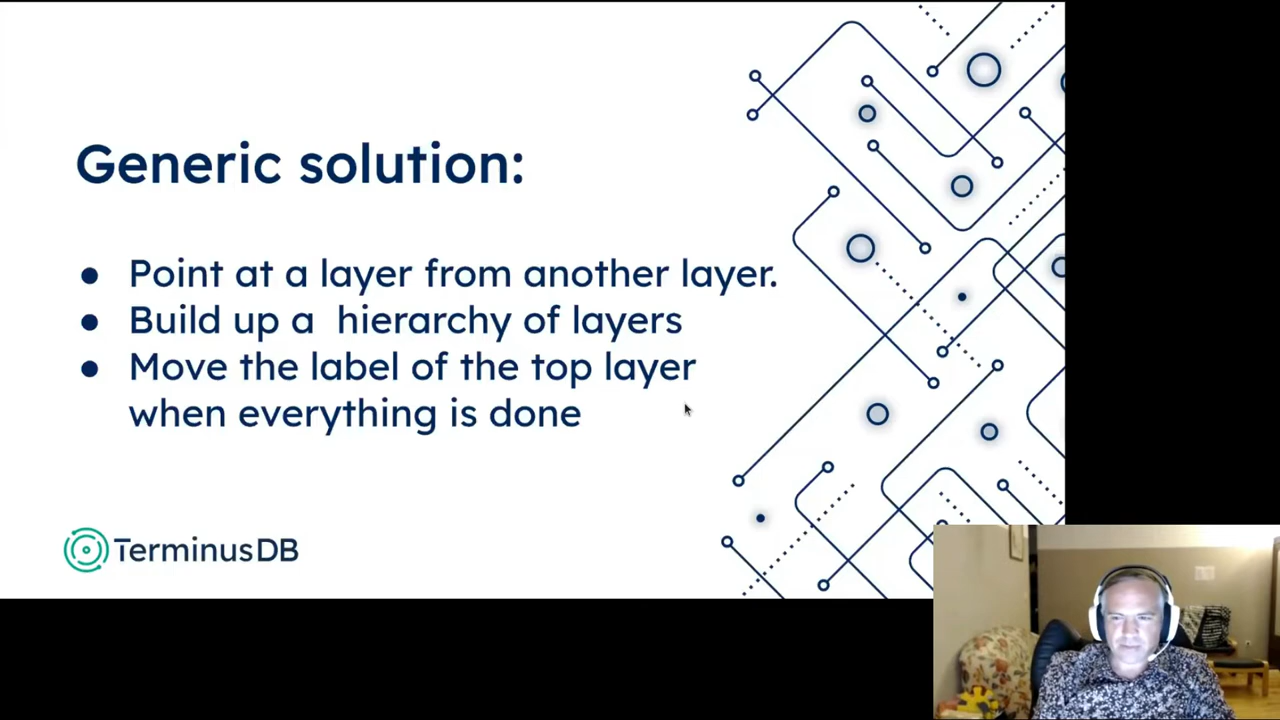 Generic solution:
● Point at a layer from another layer.
● Build up a  hierarchy of layers
● Move the label of the top layer
when everything is done
TerminusDB